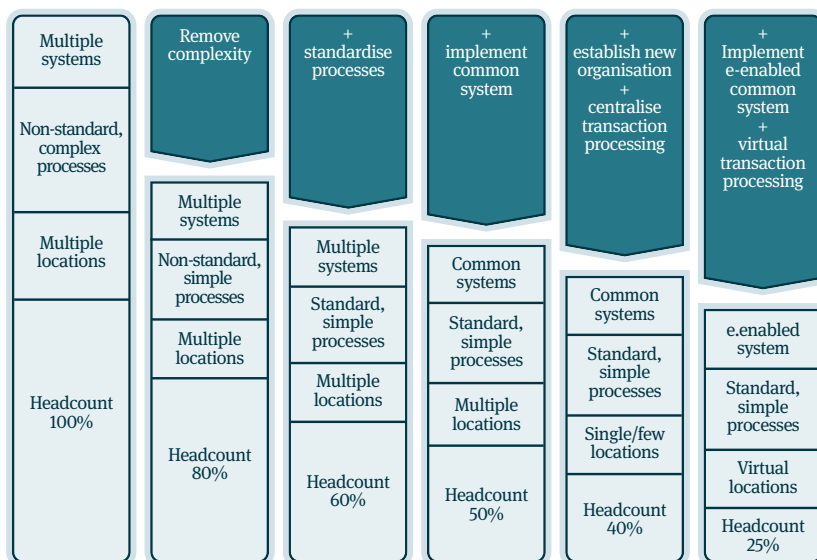 Multiple
systems
Non-standard,
complex
processes
Multiple
locations
Headcount
100%
Remove
complexity
Multiple
systems
Non-standard,
simple
processes
Multiple
locations
Headcount
80%
+
standardise
processes
Multiple
systems
Standard,
simple
processes
Multiple
locations
Headcount
60%
+
implement
common
system
Common
systems
Standard,
simple
processes
Multiple
locations
Headcount
50%
+
establish new
organisation
+
centralise
transaction
processing
Common
systems
Standard,
simple
processes
Single/few
locations
Headcount
40%
+
Implement
e-enabled
common
system
+
virtual
transaction
processing
e.enabled
system
Standard,
simple
processes
Virtual
locations
Headcount
25%